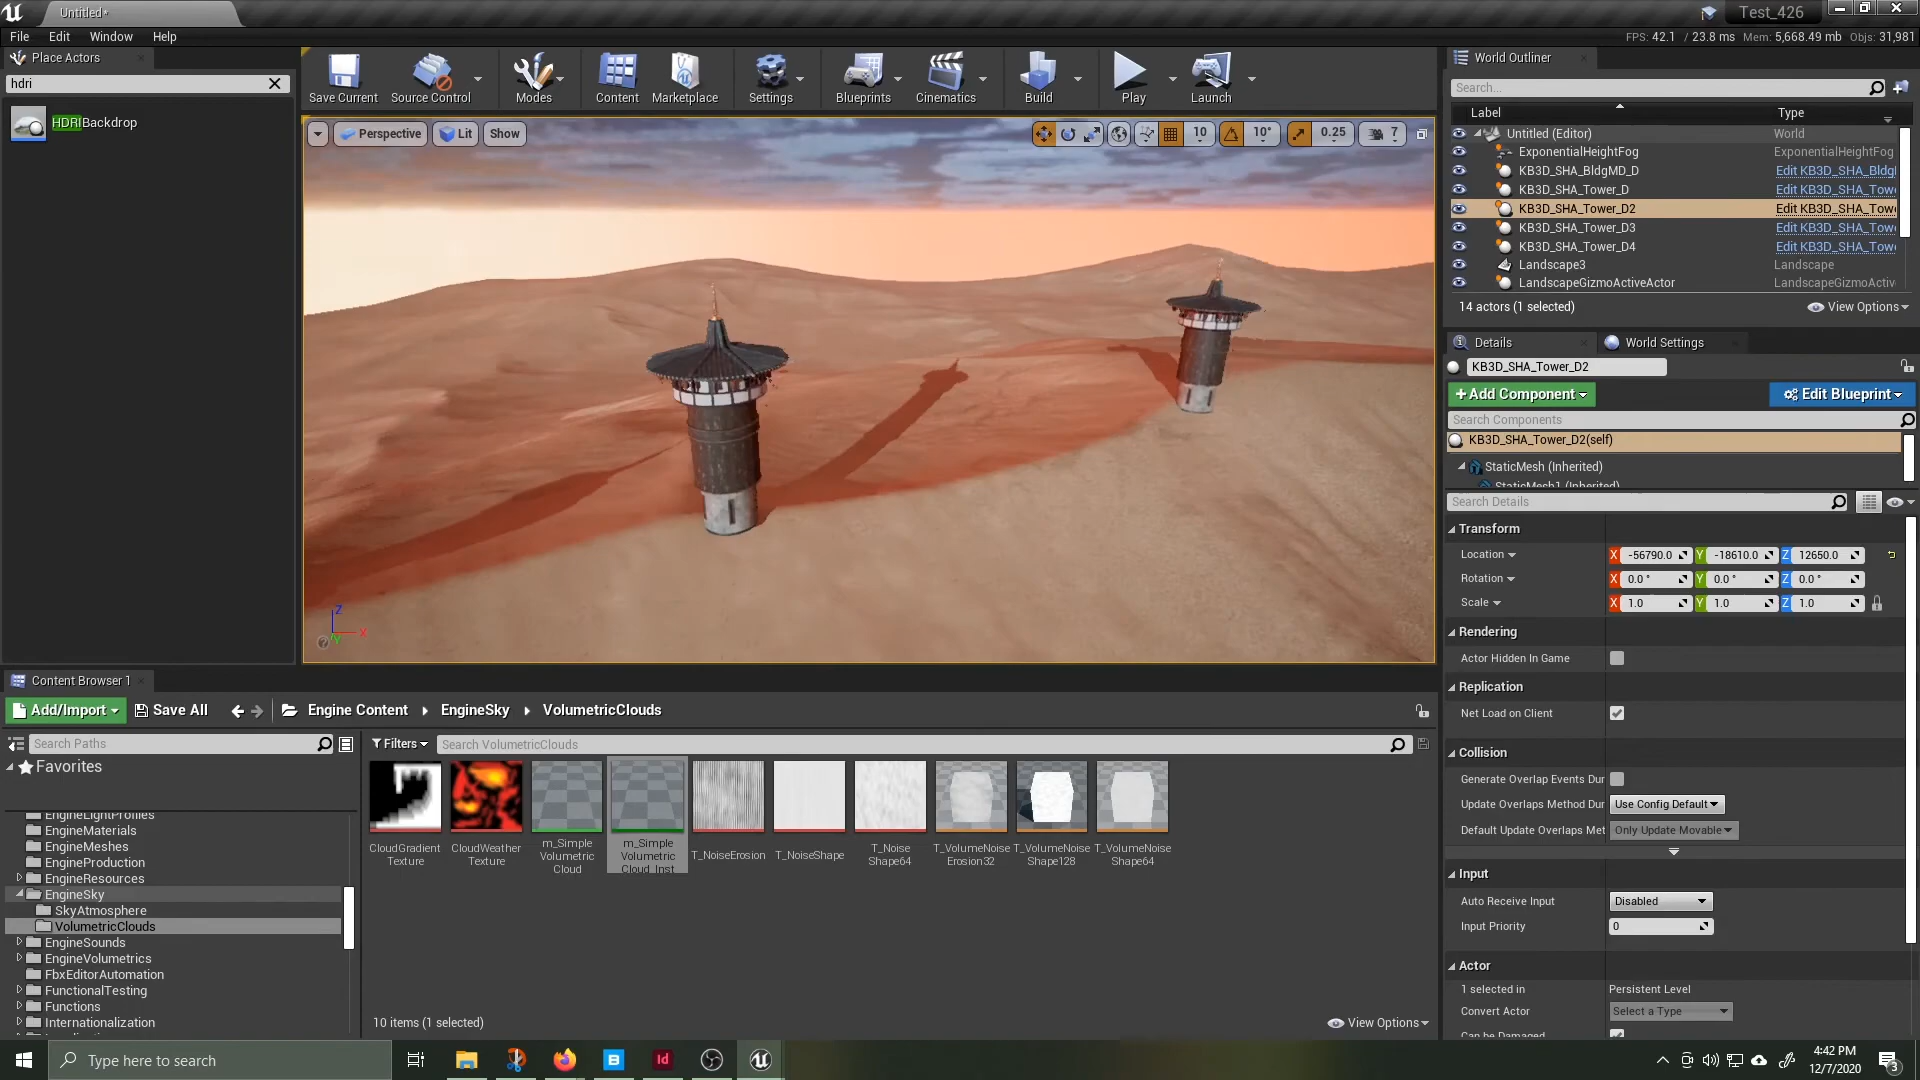 Untitled*
Test_426
File Edit Window Help
FPS: 42.1 / 23.8 ms Mem: 5,668.49 mb Objs: 31,981
Place Actors
hdri
HDRI Backdrop
Save Current
Source Control
Modes
Content
Marketplace
Settings
Blueprints
Cinematics
Build
Play
Launch
Perspective Lit Show
10 10° 0.25 7
Z
X
Y
World Outliner
Search...
Label Type
Untitled (Editor) World
ExponentialHeightFog ExponentialHeightFog
KB3D_SHA_BldgMD_D Edit KB3D_SHA_Bldg
KB3D_SHA_Tower_D Edit KB3D_SHA_Tow
KB3D_SHA_Tower_D2 Edit KB3D_SHA_Tow
KB3D_SHA_Tower_D3 Edit KB3D_SHA_Tow
KB3D_SHA_Tower_D4 Edit KB3D_SHA_Tow
Landscape3 Landscape
LandscapeGizmoActiveActor LandscapeGizmoActiv
14 actors (1 selected) View Options
Details World Settings
KB3D_SHA_Tower_D2
+Add Component Edit Blueprint
Search Components
KB3D_SHA_Tower_D2(self)
StaticMesh (Inherited)
StaticMesh1 (Inherited)
Search Details
Transform
Location X -56790.0 Y -18610.0 Z 12650.0
Rotation X 0.0 ° Y 0.0 ° Z 0.0 °
Scale X 1.0 Y 1.0 Z 1.0
Rendering
Actor Hidden In Game
Replication
Net Load on Client
Collision
Generate Overlap Events Dur
Update Overlaps Method Dur Use Config Default
Default Update Overlaps Met Only Update Movable
Input
Auto Receive Input Disabled
Input Priority 0
Actor
1 selected in Persistent Level
Convert Actor Select a Type
Can be Damaged
Content Browser 1
Add/Import Save All Engine Content EngineSky VolumetricClouds
Search Paths
Filters Search VolumetricClouds
Favorites
EngineLightProfiles
EngineMaterials
EngineMeshes
EngineProduction
EngineResources
EngineSky
SkyAtmosphere
VolumetricClouds
EngineSounds
EngineVolumetrics
FbxEditorAutomation
FunctionalTesting
Functions
Internationalization
CloudGradient
Texture
CloudWeather
Texture
m_Simple
Volumetric
Cloud
m_Simple
Volumetric
Cloud_Inst
T_NoiseErosion
T_NoiseShape
T_Noise
Shape64
T_VolumeNoise
Erosion32
T_VolumeNoise
Shape128
T_VolumeNoise
Shape64
10 items (1 selected) View Options
Type here to search
B
Id
4:42 PM
12/7/2020
3